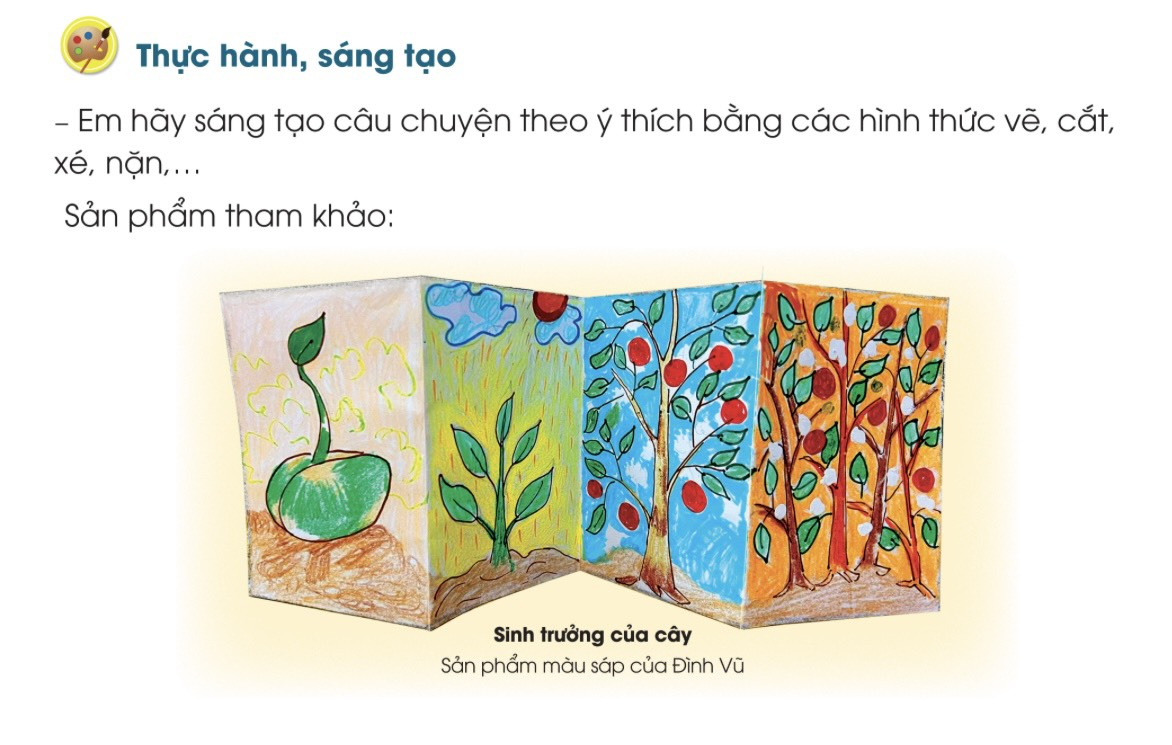 Thực hành, sáng tạo
– Em hãy sáng tạo câu chuyện theo ý thích bằng các hình thức vẽ, cắt,
xé, nặn,...
Sản phẩm tham khảo:
Sinh trưởng của cây
Sản phẩm màu sáp của Đình Vũ